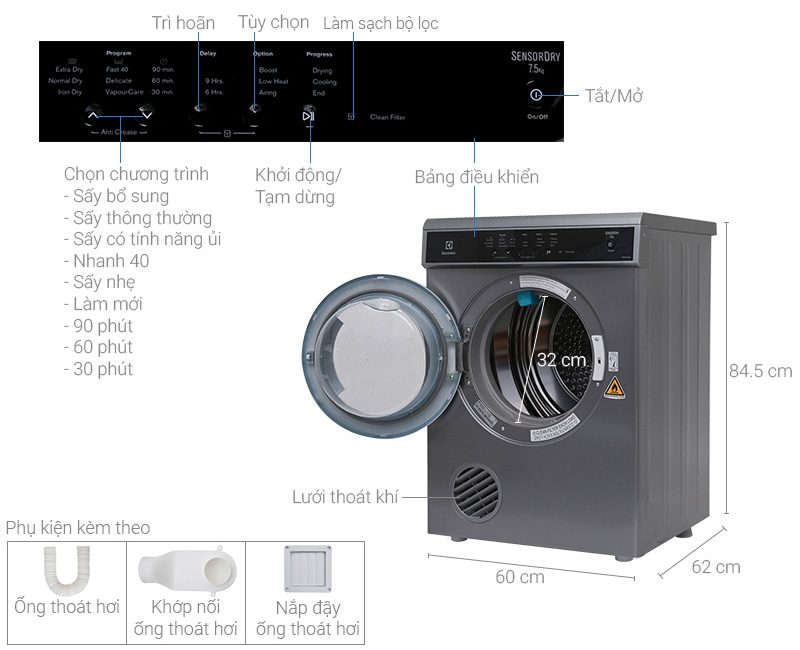 Trì hoãn
Tùy chọn
Làm sạch bộ lọc
Program
Delay
Option
Progress
SENSORDRY
7.5Kg
Extra Dry
Fast 40
90 min.
Boost
Drying
Normal Dry
Delicate
60 min.
9 Hrs.
Low Heat
Cooling
Iron Dry
VapourCare
30 min.
6 Hrs.
Airing
End
Anti Crease
Clean Filter
On/Off
Tắt/Mở
Chọn chương trình
- Sấy bổ sung
- Sấy thông thường
- Sấy có tính năng ủi
- Nhanh 40
- Sấy nhẹ
- Làm mới
- 90 phút
- 60 phút
- 30 phút
Khởi động/
Tạm dừng
Bảng điều khiển
Electrolux
32 cm
84.5 cm
Lưới thoát khí
60 cm
62 cm
Phụ kiện kèm theo
Ống thoát hơi
Khớp nối
ống thoát hơi
Nắp đậy
ống thoát hơi